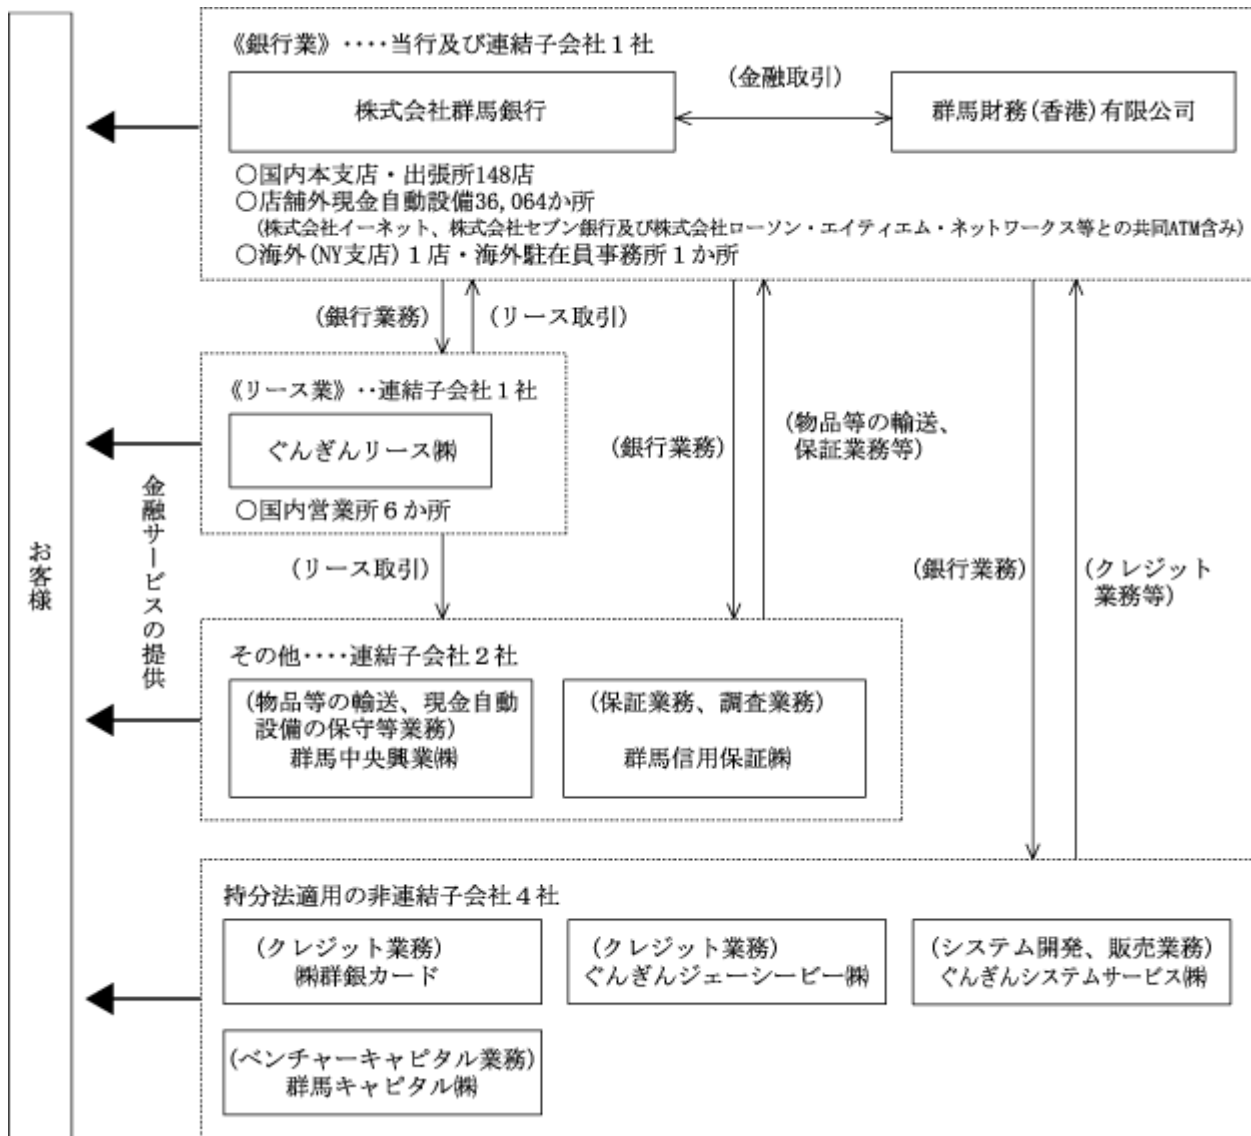 《銀行業》‥‥当行及び連結子会社１社
(金融取引)
株式会社群馬銀行
群馬財務(香港)有限公司
○国内本支店・出張所148店
○店舗外現金自動設備36,064か所
(株式会社イーネット、株式会社セブン銀行及び株式会社ローソン・エイティエム・ネットワークス等との共同ATM含み)
○海外(NY支店)１店・海外駐在員事務所１か所
(銀行業務)
(リース取引)
《リース業》‥連結子会社１社
ぐんぎんリース㈱
○国内営業所６か所
(銀行業務)
(物品等の輸送、
保証業務等)
(リース取引)
(銀行業務)
(クレジット
業務等)
お客様
金融サービスの提供
その他‥‥連結子会社２社
(物品等の輸送、現金自動
設備の保守等業務)
群馬中央興業㈱
(保証業務、調査業務)
群馬信用保証㈱
持分法適用の非連結子会社４社
(クレジット業務)
㈱群銀カード
(クレジット業務)
ぐんぎんジェーシービー㈱
(システム開発、販売業務)
ぐんぎんシステムサービス㈱
(ベンチャーキャピタル業務)
群馬キャピタル㈱